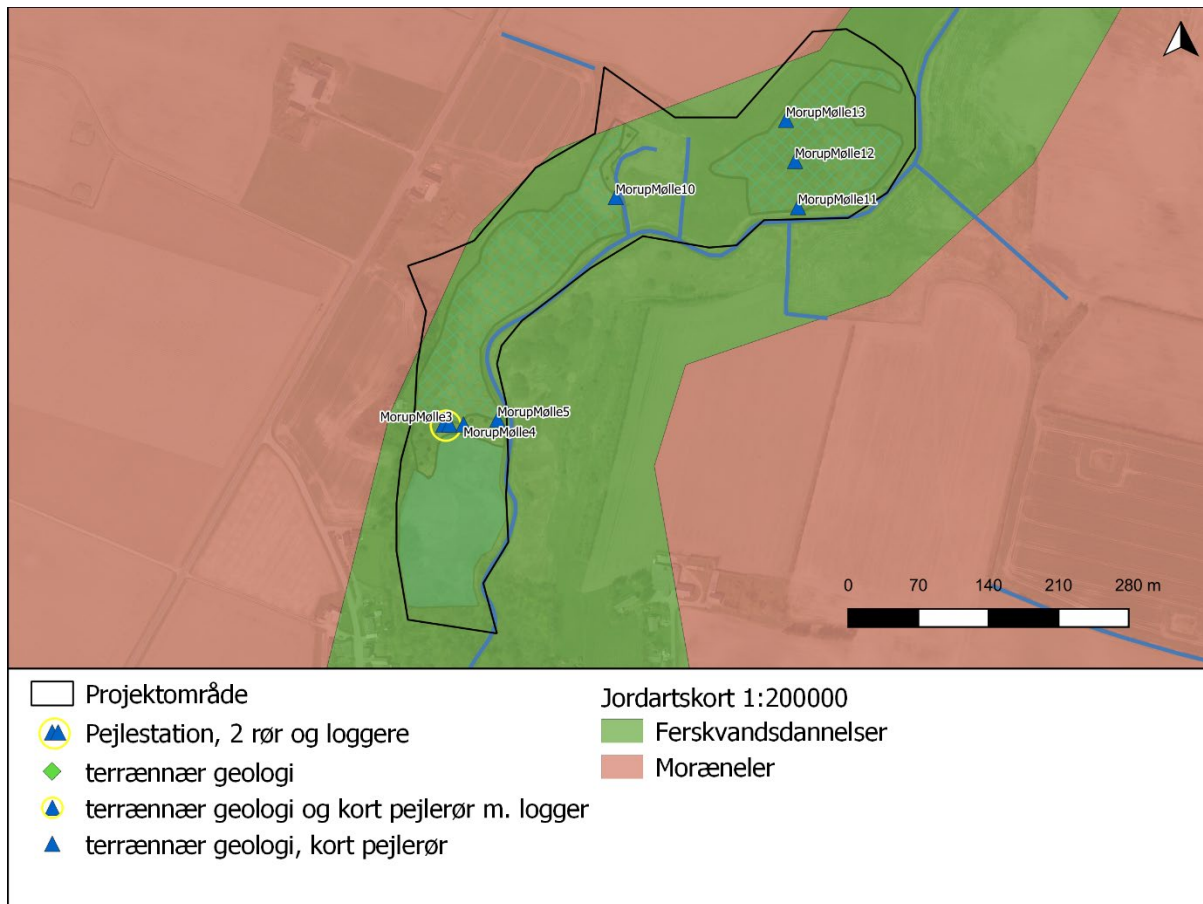 MorupMølle13
MorupMølle12
MorupMølle10
MorupMølle11
MorupMølle3
MorupMølle5
MorupMølle4
0 70 140 210 280 m
Projektområde
Pejlestation, 2 rør og loggere
terrænnær geologi
terrænnær geologi og kort pejlerør m. logger
terrænnær geologi, kort pejlerør
Jordartskort 1:200000
Ferskvandsdannelser
Moræneler